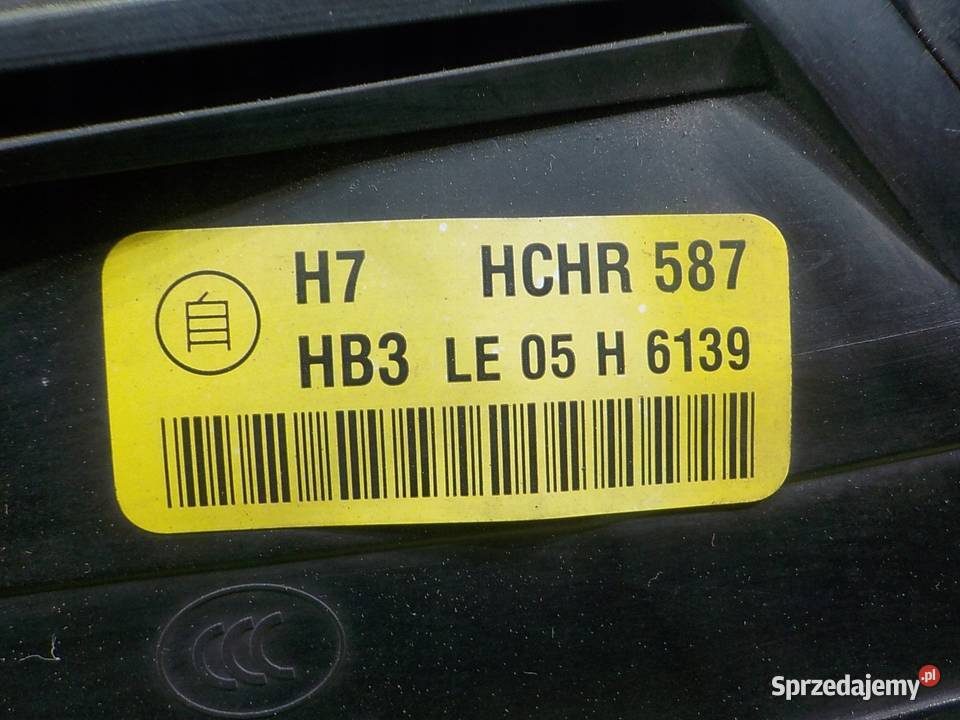 H7 HCHR 587
HB3 LE 05 H 6139
CCC
Sprzedajemy.pl